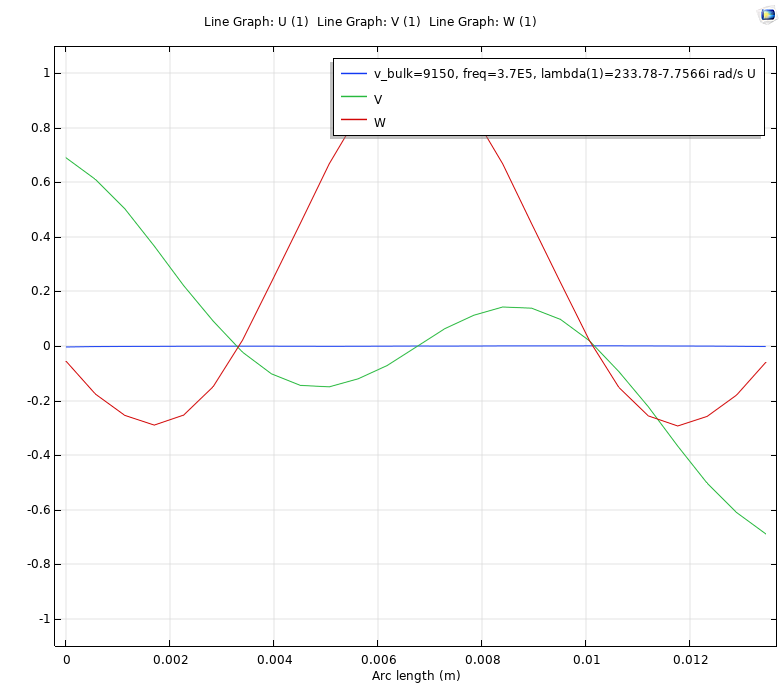 Line Graph: U (1) Line Graph: V (1) Line Graph: W (1)
v_bulk=9150, freq=3.7E5, lambda(1)=233.78-7.7566i rad/s U
V
W
1
0.8
0.6
0.4
0.2
0
-0.2
-0.4
-0.6
-0.8
-1
0 0.002 0.004 0.006 0.008 0.01 0.012
Arc length (m)